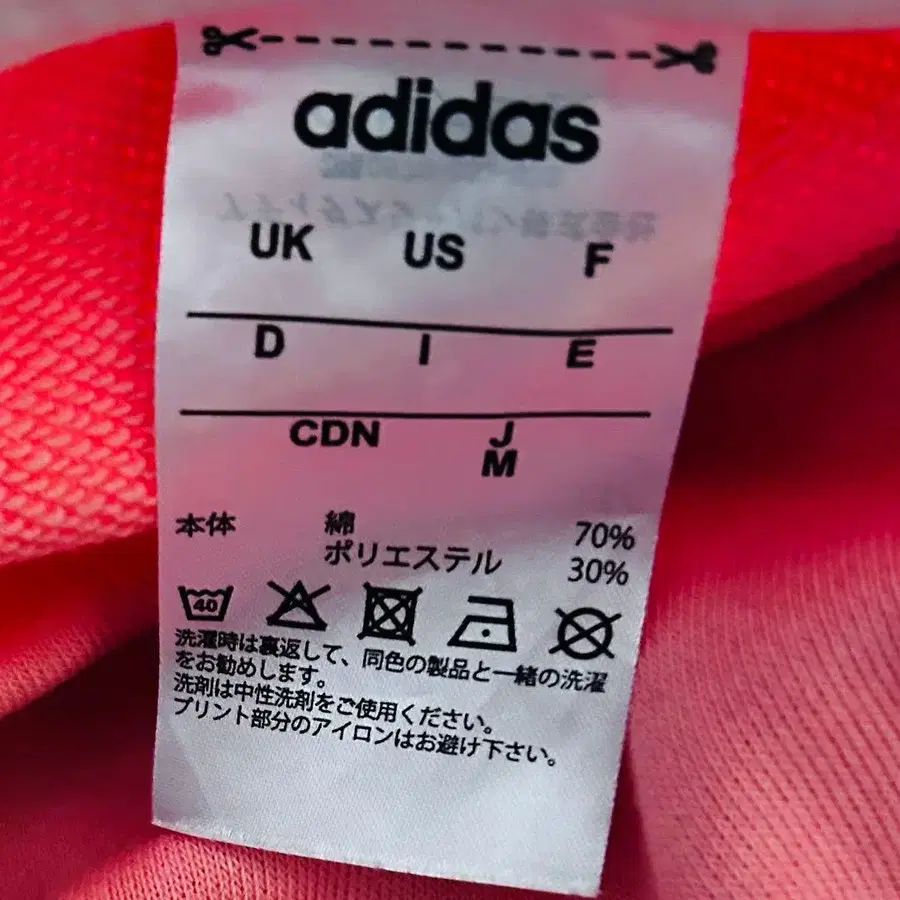 adidas
UK US F
D I E
CDN J
M
本体 綿 70%
ポリエステル 30%
40
洗濯時は裏返して、同色の製品と一緒の洗濯
をお勧めします。
洗剤は中性洗剤をご使用ください。
プリント部分のアイロンはお避け下さい。